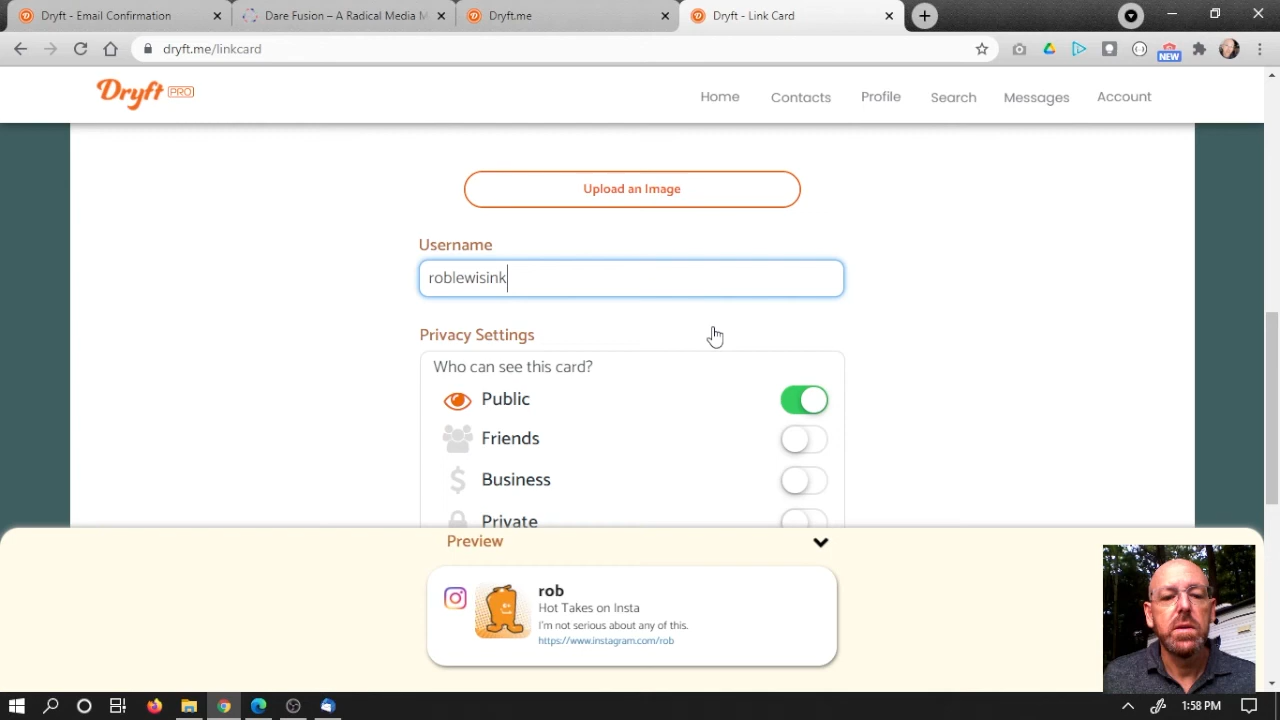 Dryft - Email Confirmation
Dare Fusion – A Radical Media M
Dryft.me
Dryft - Link Card
dryft.me/linkcard
NEW
Dryft PRO
Home
Contacts
Profile
Search
Messages
Account
Upload an Image
Username
roblewisink
Privacy Settings
Who can see this card?
Public
Friends
Business
Private
Preview
rob
Hot Takes on Insta
I'm not serious about any of this.
https://www.instagram.com/rob
1:58 PM